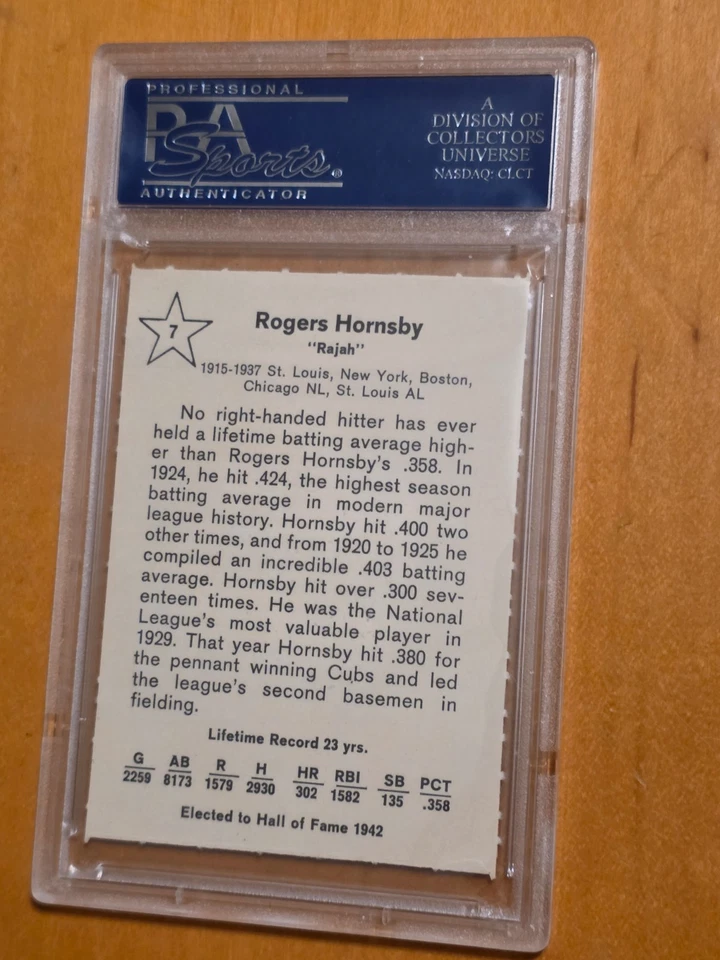 PROFESSIONAL
PSA
Sports®
AUTHENTICATOR
A
DIVISION OF
COLLECTORS
UNIVERSE
NASDAQ: CLCT
7
Rogers Hornsby
"Rajah"
1915-1937 St. Louis, New York, Boston,
Chicago NL, St. Louis AL
No right-handed hitter has ever
held a lifetime batting average high-
er than Rogers Hornsby's .358. In
1924, he hit .424, the highest season
batting average in modern major
league history. Hornsby hit .400 two
other times, and from 1920 to 1925 he
compiled an incredible .403 batting
average. Hornsby hit over .300 sev-
enteen times. He was the National
League's most valuable player in
1929. That year Hornsby hit .380 for
the pennant winning Cubs and led
the league's second basemen in
fielding.
Lifetime Record 23 yrs.
G AB R H HR RBI SB PCT
2259 8173 1579 2930 302 1582 135 .358
Elected to Hall of Fame 1942